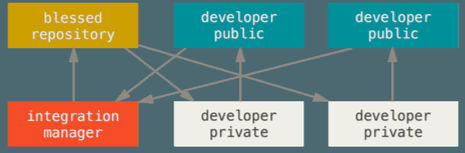 blessed
repository
developer
public
developer
public
integration
manager
developer
private
developer
private